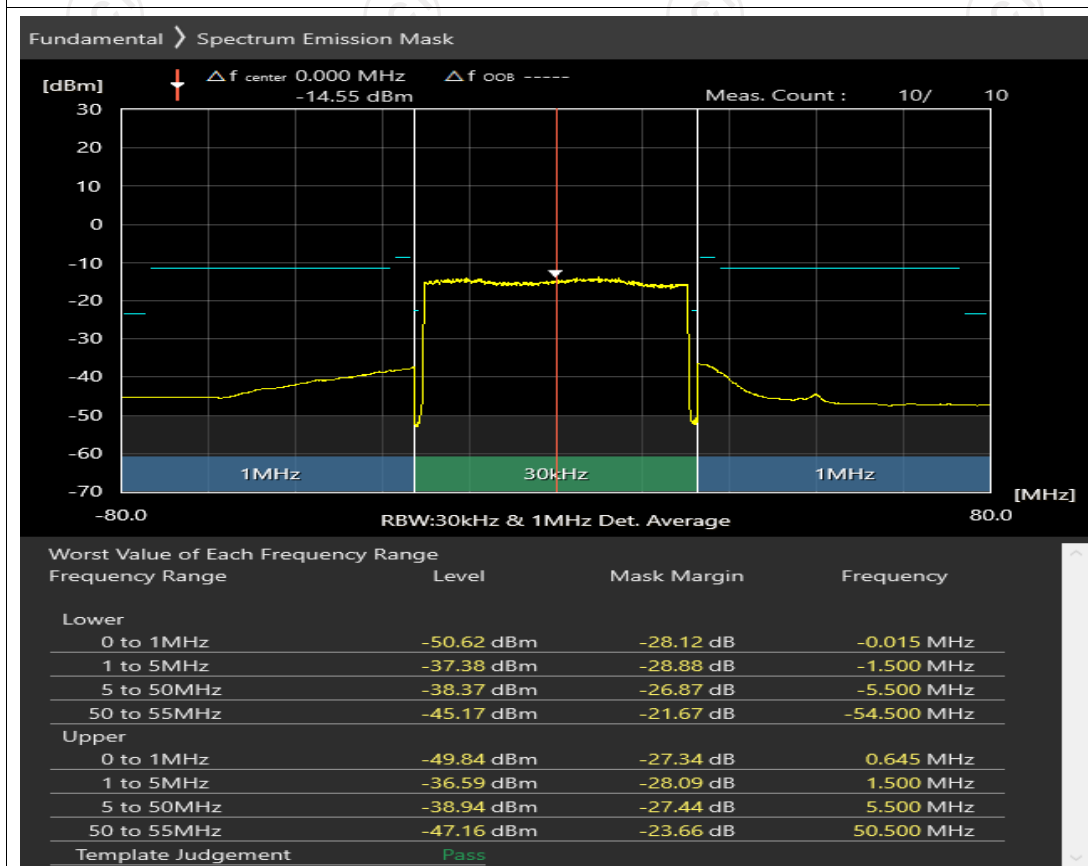 Fundamental ❯ Spectrum Emission Mask
[dBm] △f center 0.000 MHz △f OOB -----
-14.55 dBm Meas. Count : 10/ 10
30
20
10
0
-10
-20
-30
-40
-50
-60
1MHz 30kHz 1MHz
-70
[MHz]
-80.0 RBW:30kHz & 1MHz Det. Average 80.0
Worst Value of Each Frequency Range
Frequency Range Level Mask Margin Frequency
Lower
0 to 1MHz -50.62 dBm -28.12 dB -0.015 MHz
1 to 5MHz -37.38 dBm -28.88 dB -1.500 MHz
5 to 50MHz -38.37 dBm -26.87 dB -5.500 MHz
50 to 55MHz -45.17 dBm -21.67 dB -54.500 MHz
Upper
0 to 1MHz -49.84 dBm -27.34 dB 0.645 MHz
1 to 5MHz -36.59 dBm -28.09 dB 1.500 MHz
5 to 50MHz -38.94 dBm -27.44 dB 5.500 MHz
50 to 55MHz -47.16 dBm -23.66 dB 50.500 MHz
Template Judgement Pass